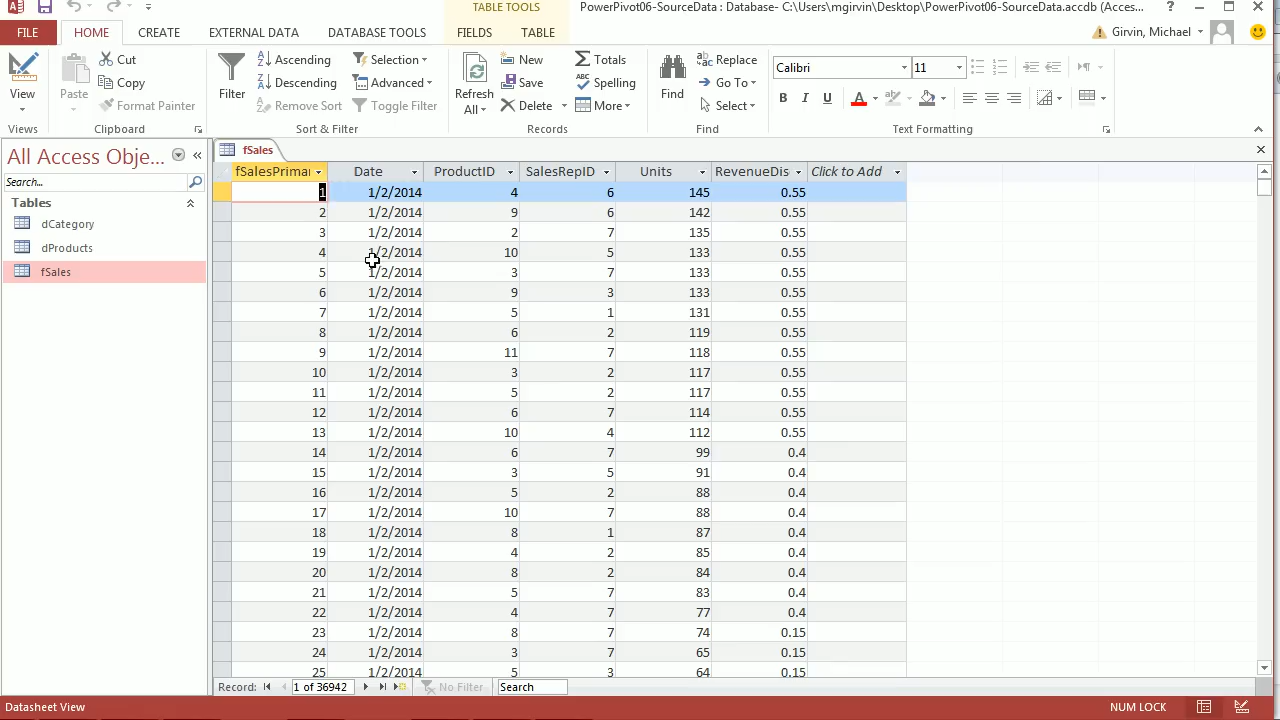 TABLE TOOLS
PowerPivot06-SourceData : Database- C:\Users\mgirvin\Desktop\PowerPivot06-SourceData.accdb (Acces...
FILE HOME CREATE EXTERNAL DATA DATABASE TOOLS FIELDS TABLE Girvin, Michael
View
Views
Paste
Cut
Copy
Format Painter
Clipboard
Filter
Ascending
Descending
Remove Sort
Selection
Advanced
Toggle Filter
Sort & Filter
Refresh
All
New
Save
Delete
Totals
Spelling
More
Records
Find
Replace
Go To
Select
Find
Calibri 11
B I U A
Text Formatting
All Access Obje...
Search...
Tables
dCategory
dProducts
fSales
fSales
fSalesPrimar Date ProductID SalesRepID Units RevenueDis Click to Add
1 1/2/2014 4 6 145 0.55
2 1/2/2014 9 6 142 0.55
3 1/2/2014 2 7 135 0.55
4 1/2/2014 10 5 133 0.55
5 1/2/2014 3 7 133 0.55
6 1/2/2014 9 3 133 0.55
7 1/2/2014 5 1 131 0.55
8 1/2/2014 6 2 119 0.55
9 1/2/2014 11 7 118 0.55
10 1/2/2014 3 2 117 0.55
11 1/2/2014 5 2 117 0.55
12 1/2/2014 6 7 114 0.55
13 1/2/2014 10 4 112 0.55
14 1/2/2014 6 7 99 0.4
15 1/2/2014 3 5 91 0.4
16 1/2/2014 5 2 88 0.4
17 1/2/2014 10 7 88 0.4
18 1/2/2014 8 1 87 0.4
19 1/2/2014 4 2 85 0.4
20 1/2/2014 8 2 84 0.4
21 1/2/2014 5 7 83 0.4
22 1/2/2014 4 7 77 0.4
23 1/2/2014 8 7 74 0.15
24 1/2/2014 3 7 65 0.15
25 1/2/2014 5 3 64 0.15
Record: 1 of 36942 No Filter Search
Datasheet View NUM LOCK